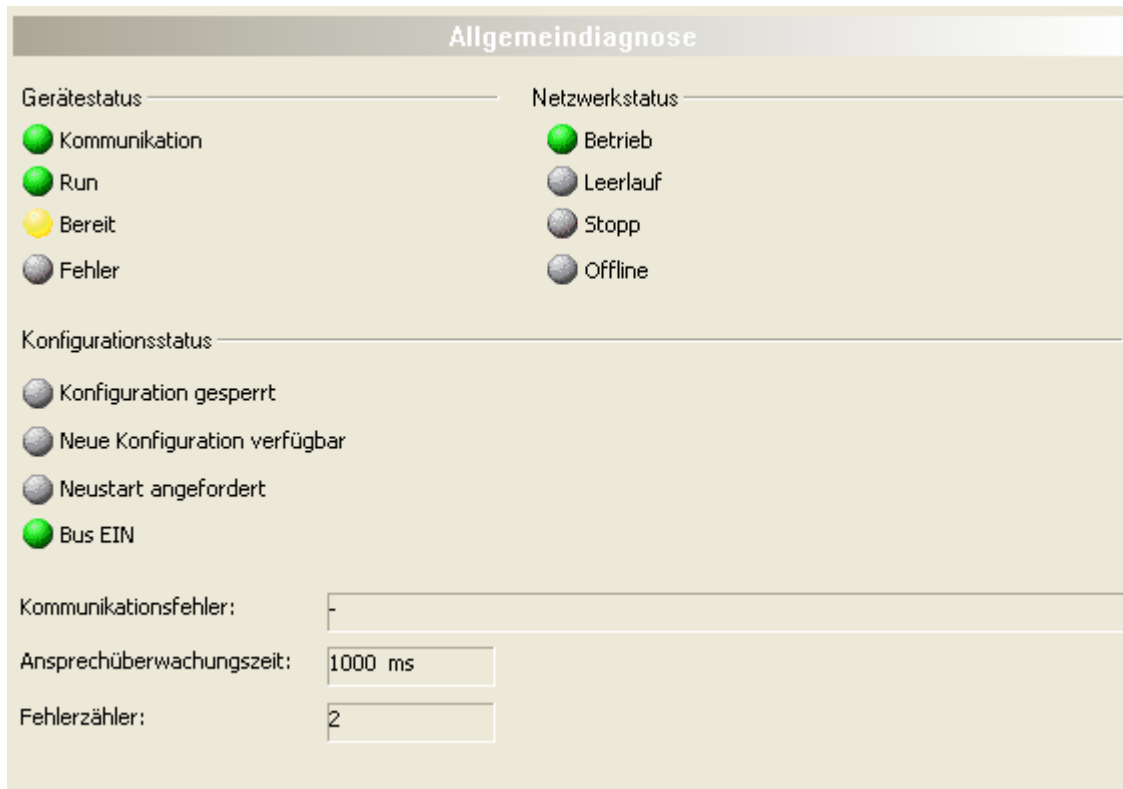 Allgemeindiagnose
Gerätestatus
Kommunikation
Run
Bereit
Fehler
Netzwerkstatus
Betrieb
Leerlauf
Stopp
Offline
Konfigurationsstatus
Konfiguration gesperrt
Neue Konfiguration verfügbar
Neustart angefordert
Bus EIN
Kommunikationsfehler: -
Ansprechüberwachungszeit: 1000 ms
Fehlerzähler: 2